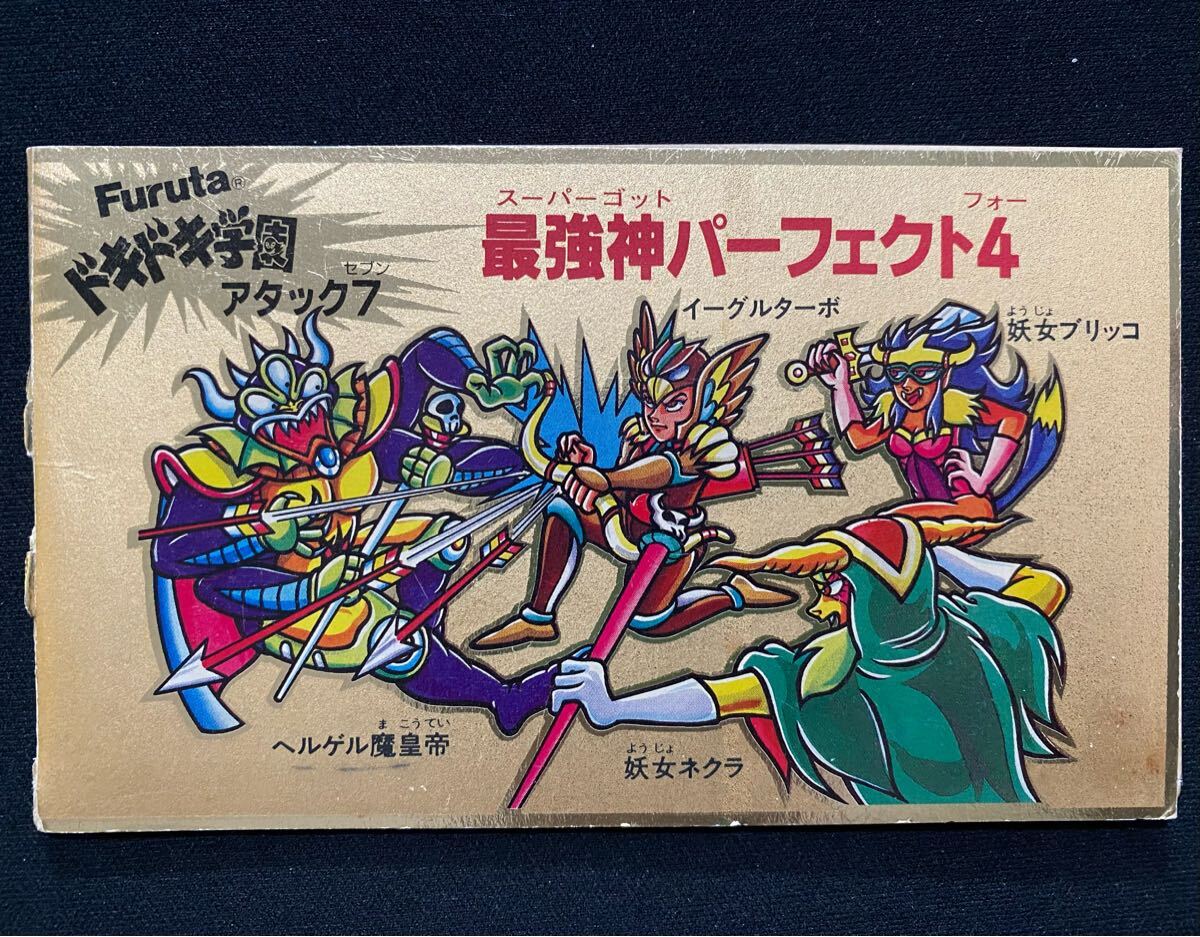 Furuta®
ドキドキ学園
セブン
アタック7
スーパーゴット フォー
最強神パーフェクト4
イーグルターボ
ようじょ
妖女ブリッコ
まこうてい
ヘルゲル魔皇帝
ようじょ
妖女ネクラ